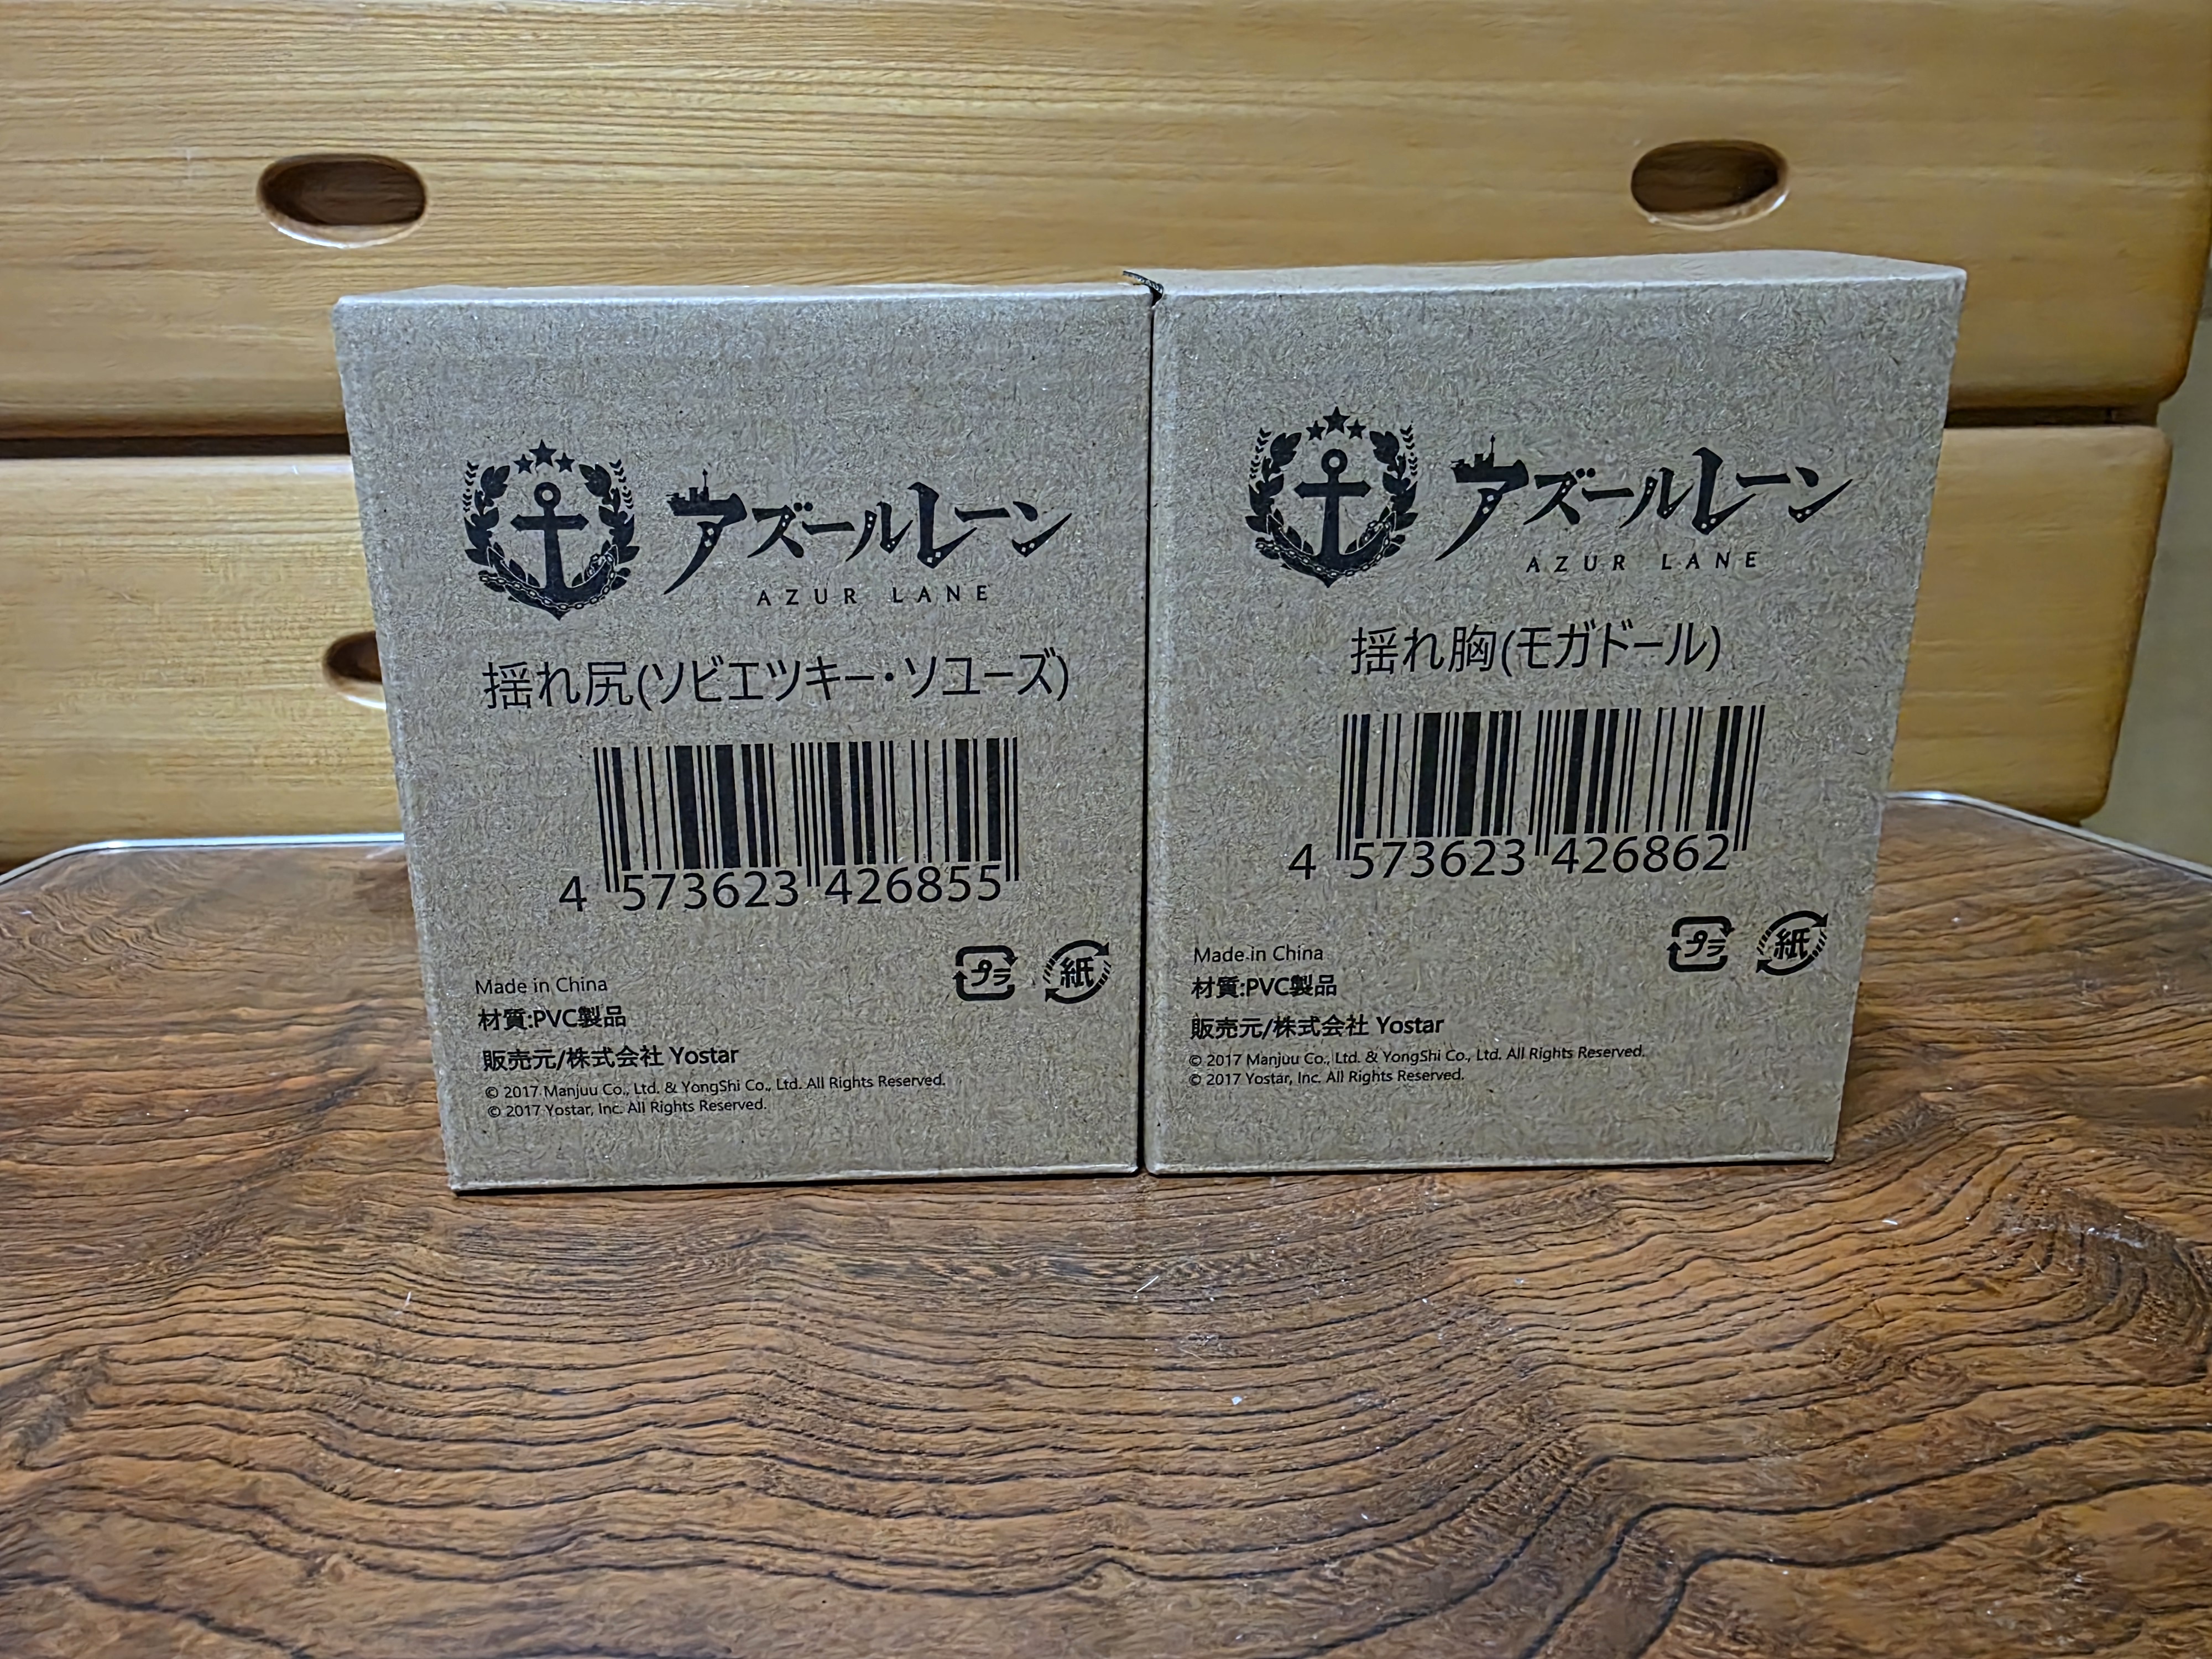 アズールレーン
AZUR LANE
揺れ尻(ソビエツキー・ソユーズ)
4 573623 426855
プラ
紙
Made in China
材質:PVC製品
販売元/株式会社 Yostar
© 2017 Manjuu Co., Ltd. & YongShi Co., Ltd. All Rights Reserved.
© 2017 Yostar, Inc. All Rights Reserved.
アズールレーン
AZUR LANE
揺れ胸(モガドール)
4 573623 426862
プラ
紙
Made in China
材質:PVC製品
販売元/株式会社 Yostar
© 2017 Manjuu Co., Ltd. & YongShi Co., Ltd. All Rights Reserved.
© 2017 Yostar, Inc. All Rights Reserved.